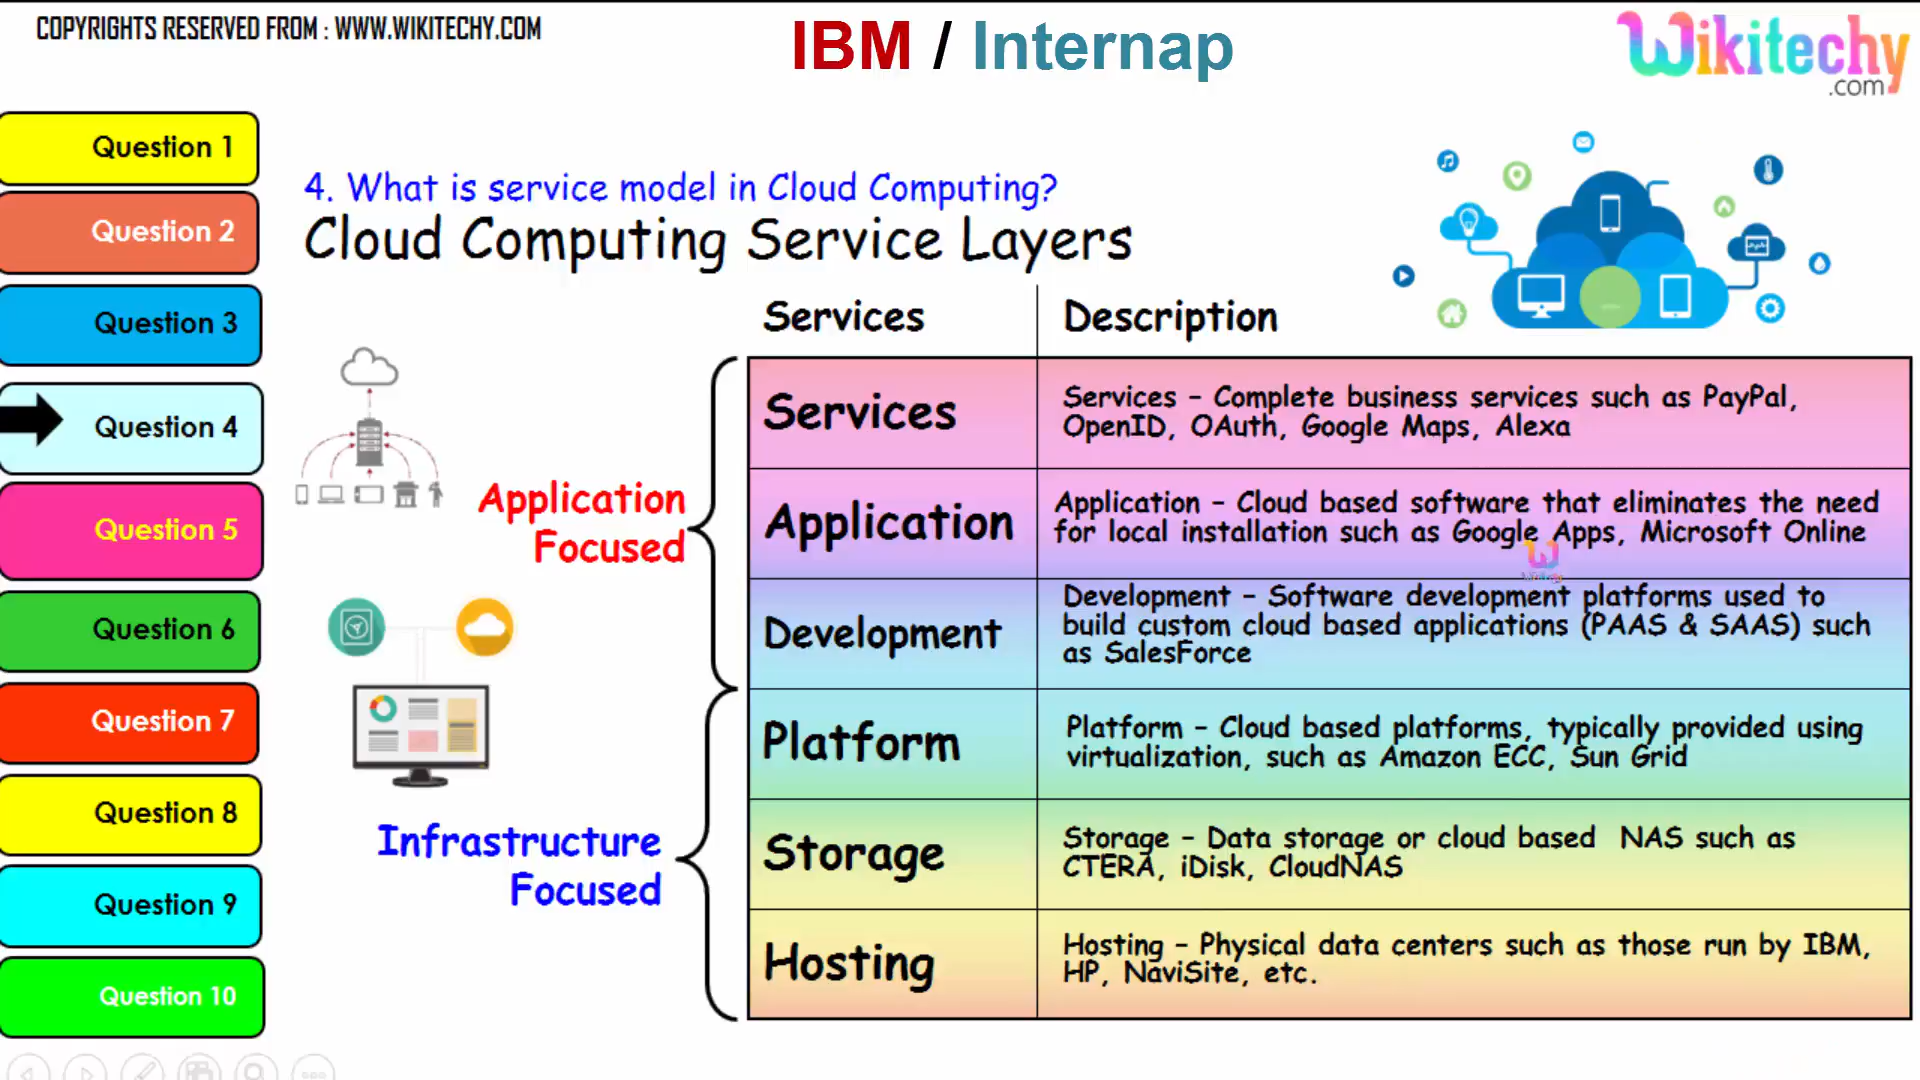 COPYRIGHTS RESERVED FROM : WWW.WIKITECHY.COM
IBM / Internap
Wikitechy
.com
Question 1
Question 2
Question 3
Question 4
Question 5
Question 6
Question 7
Question 8
Question 9
Question 10
4. What is service model in Cloud Computing?
Cloud Computing Service Layers
Application
Focused
Infrastructure
Focused
Services Description
Services
Services – Complete business services such as PayPal,
OpenID, OAuth, Google Maps, Alexa
Application
Application – Cloud based software that eliminates the need
for local installation such as Google Apps, Microsoft Online
Development
Development – Software development platforms used to
build custom cloud based applications (PAAS & SAAS) such
as SalesForce
Platform
Platform – Cloud based platforms, typically provided using
virtualization, such as Amazon ECC, Sun Grid
Storage
Storage – Data storage or cloud based NAS such as
CTERA, iDisk, CloudNAS
Hosting
Hosting – Physical data centers such as those run by IBM,
HP, NaviSite, etc.